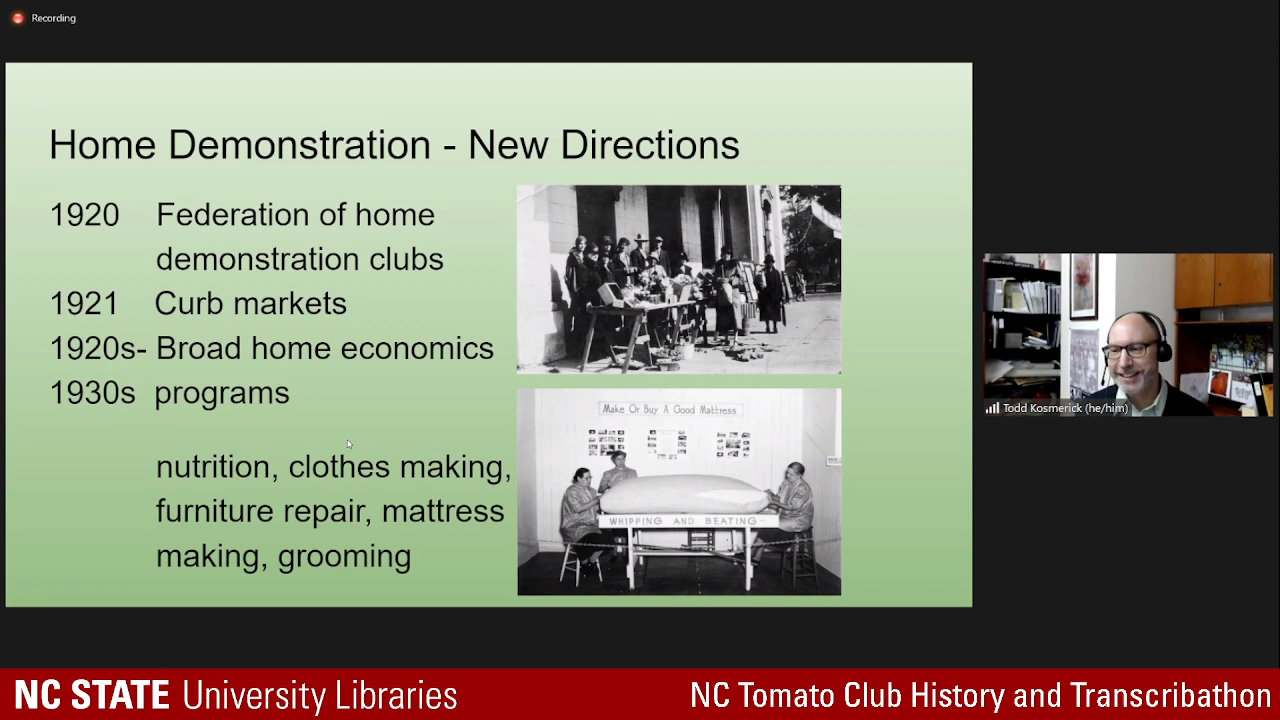 Recording
Home Demonstration - New Directions
1920 Federation of home
demonstration clubs
1921 Curb markets
1920s- Broad home economics
1930s programs
nutrition, clothes making,
furniture repair, mattress
making, grooming
Make Or Buy A Good Mattress
WHIPPING AND BEATING-
Todd Kosmerick (he/him)
NC STATE University Libraries
NC Tomato Club History and Transcribathon